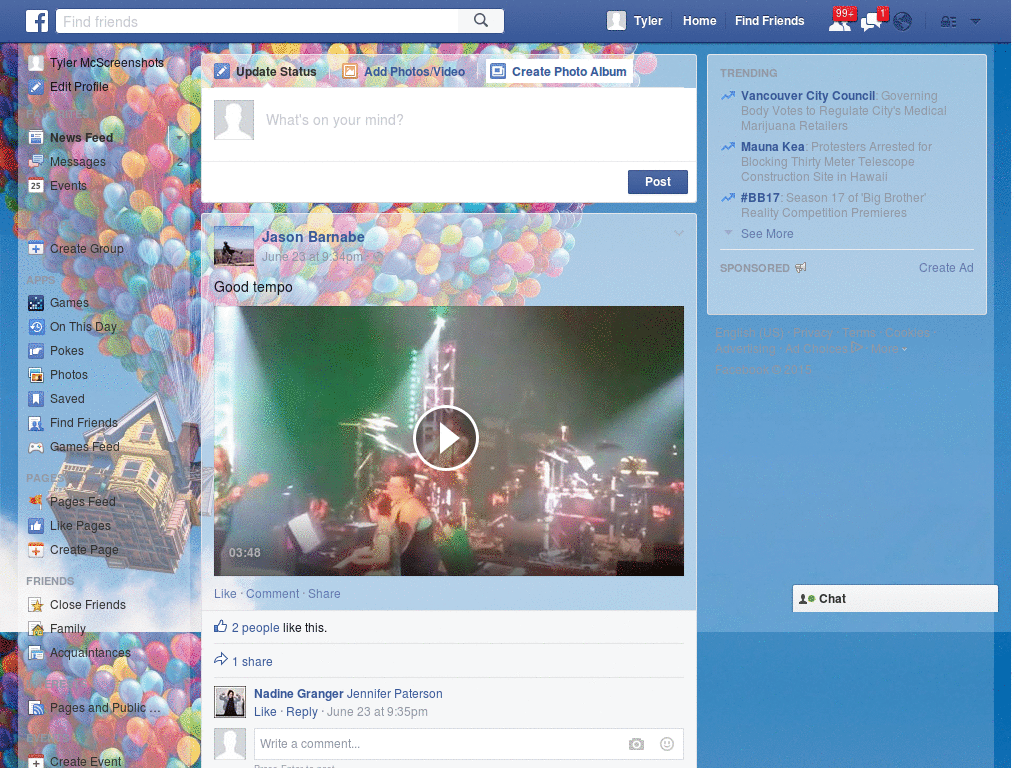 Find friends
Tyler
Home
Find Friends
99+
1
Tyler McScreenshots
Edit Profile
News Feed
Messages
2
25
Events
Create Group
APPS
Games
On This Day
Pokes
Photos
Saved
Find Friends
Games Feed
PAGES
Pages Feed
Like Pages
Create Page
FRIENDS
Close Friends
Family
Acquaintances
Pages and Public ...
Create Event
Update Status
Add Photos/Video
Create Photo Album
What's on your mind?
Post
Jason Barnabe
June 23 at 9:34pm ·
Good tempo
03:48
Like · Comment · Share
2 people like this.
1 share
Nadine Granger Jennifer Paterson
Like · Reply · June 23 at 9:35pm
Write a comment...
Press Enter to post.
TRENDING
Vancouver City Council: Governing
Body Votes to Regulate City's Medical
Marijuana Retailers
Mauna Kea: Protesters Arrested for
Blocking Thirty Meter Telescope
Construction Site in Hawaii
#BB17: Season 17 of 'Big Brother'
Reality Competition Premieres
See More
SPONSORED
Create Ad
English (US) · Privacy · Terms · Cookies ·
Advertising · Ad Choices · More
Facebook © 2015
Chat